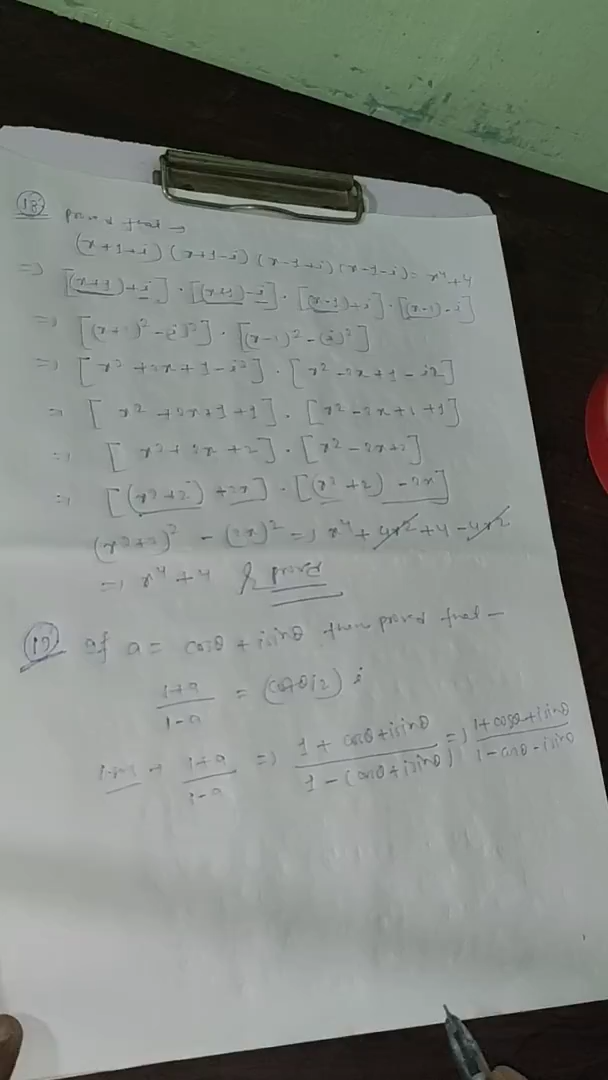 (18) proved that →
(x+1+i) (x+1-i) (x-1+i) (x-1-i) = x⁴+4
=> [(x+1)+i] · [(x+1)-i] · [(x-1)+i] · [(x-1)-i]
=> [(x+1)² - (i)²] · [(x-1)² - (i)²]
=> [x² + 2x + 1 - i²] · [x² - 2x + 1 - i2]
=> [x² + 2x + 1 + 1] · [x² - 2x + 1 + 1]
=> [x² + 2x + 2] · [x² - 2x + 2]
=> [(x²+2) + 2x] · [(x²+2) - 2x]
(x²+2)² - (2x)² => x⁴ + 4x² + 4 - 4x²
=> x⁴ + 4 proved
(19) If a = cosθ + isinθ then proved that -
1+a/1-a = (cotθ/2) i
1+a/1-a => 1 + cosθ + isinθ/1 - (cosθ + isinθ) => 1 + cosθ + isinθ/1 - cosθ - isinθ